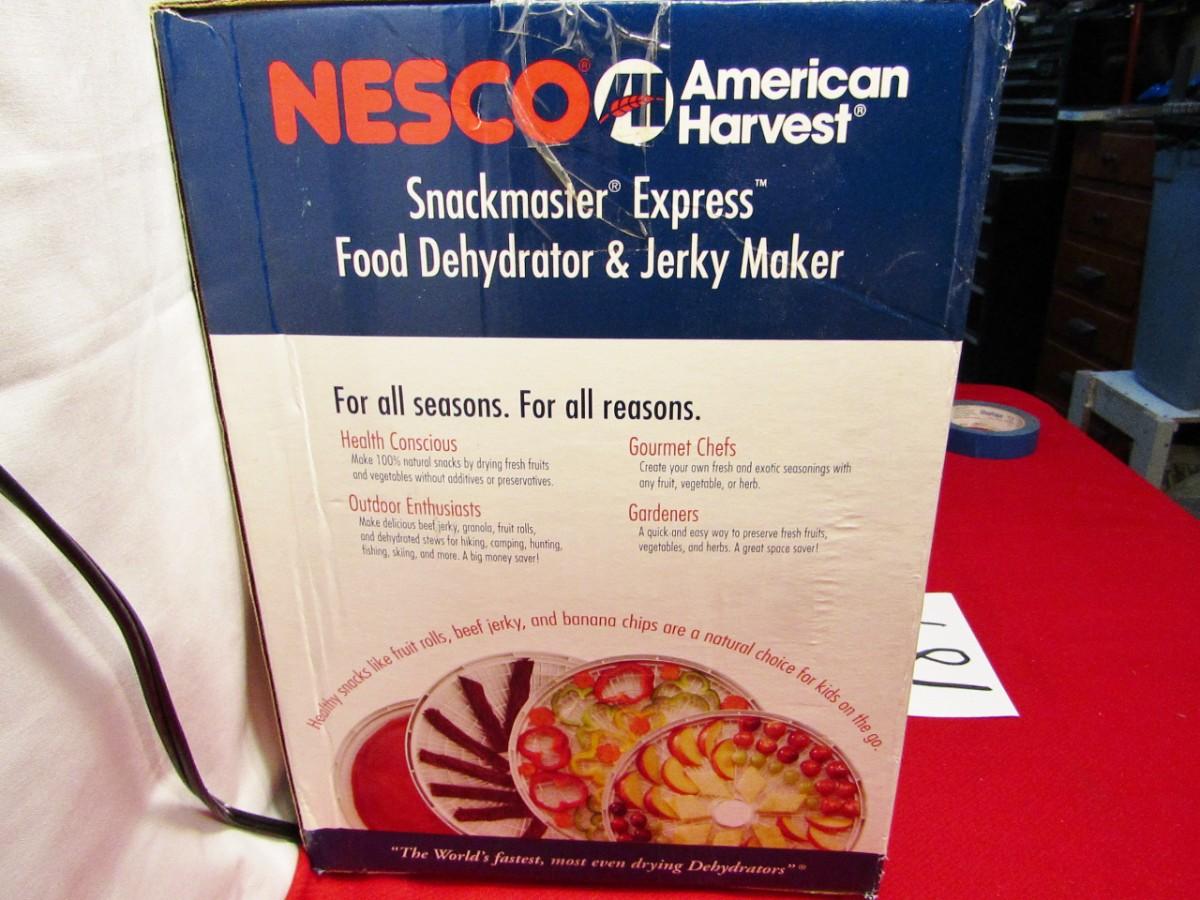 NESCO® American Harvest®
Snackmaster® Express™
Food Dehydrator & Jerky Maker
For all seasons. For all reasons.
Health Conscious
Make 100% natural snacks by drying fresh fruits
and vegetables without additives or preservatives.
Outdoor Enthusiasts
Make delicious beef jerky, granola, fruit rolls,
and dehydrated stews for hiking, camping, hunting,
fishing, skiing, and more. A big money saver!
Gourmet Chefs
Create your own fresh and exotic seasonings with
any fruit, vegetable, or herb.
Gardeners
A quick and easy way to preserve fresh fruits,
vegetables, and herbs. A great space saver!
Healthy snacks like fruit rolls, beef jerky, and banana chips are a natural choice for kids on the go.
"The World's fastest, most even drying Dehydrators"®